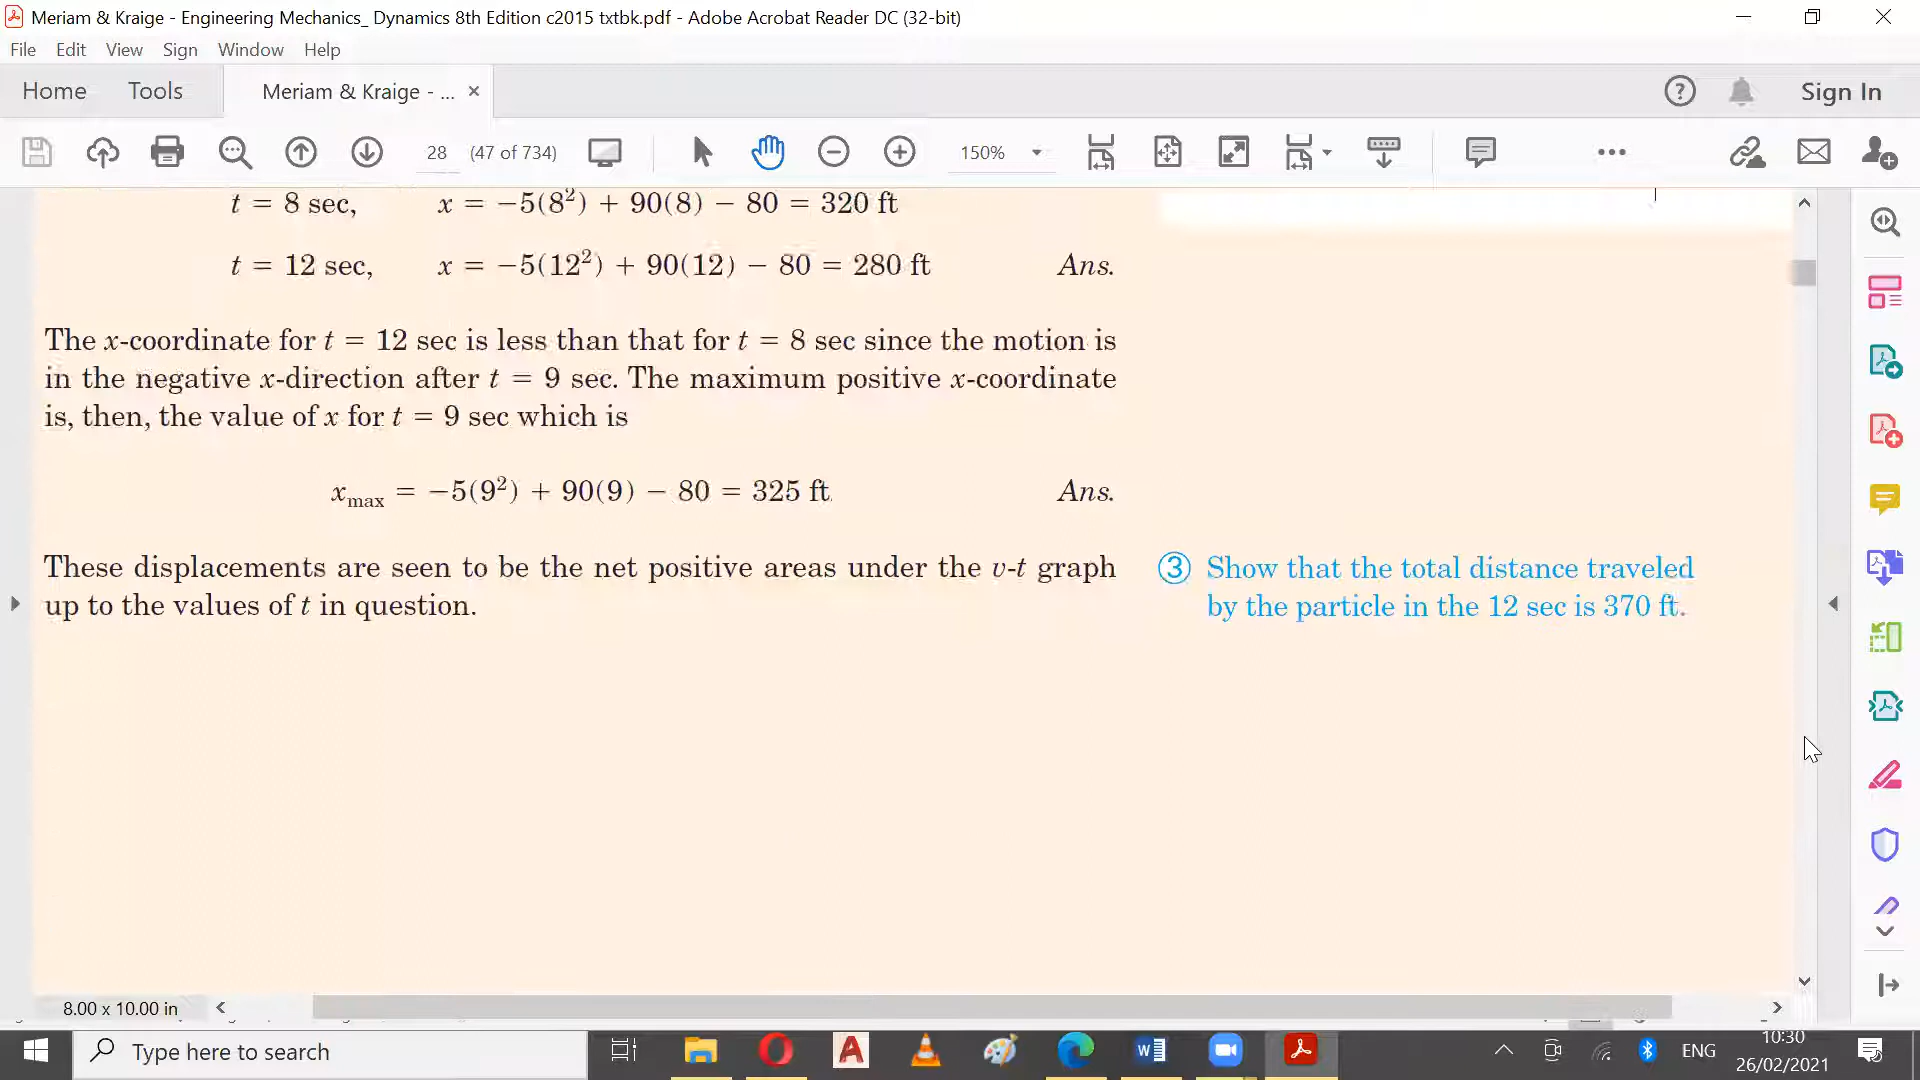 Meriam & Kraige - Engineering Mechanics_ Dynamics 8th Edition c2015 txtbk.pdf - Adobe Acrobat Reader DC (32-bit)
File Edit View Sign Window Help
Home Tools Meriam & Kraige - ... × Sign In
28 (47 of 734) 150%
t = 8 sec, x = −5(8²) + 90(8) − 80 = 320 ft
t = 12 sec, x = −5(12²) + 90(12) − 80 = 280 ft Ans.
The x-coordinate for t = 12 sec is less than that for t = 8 sec since the motion is
in the negative x-direction after t = 9 sec. The maximum positive x-coordinate
is, then, the value of x for t = 9 sec which is
x_max = −5(9²) + 90(9) − 80 = 325 ft Ans.
These displacements are seen to be the net positive areas under the v-t graph
up to the values of t in question.
③ Show that the total distance traveled
by the particle in the 12 sec is 370 ft.
8.00 x 10.00 in
Type here to search
ENG
10:30
26/02/2021